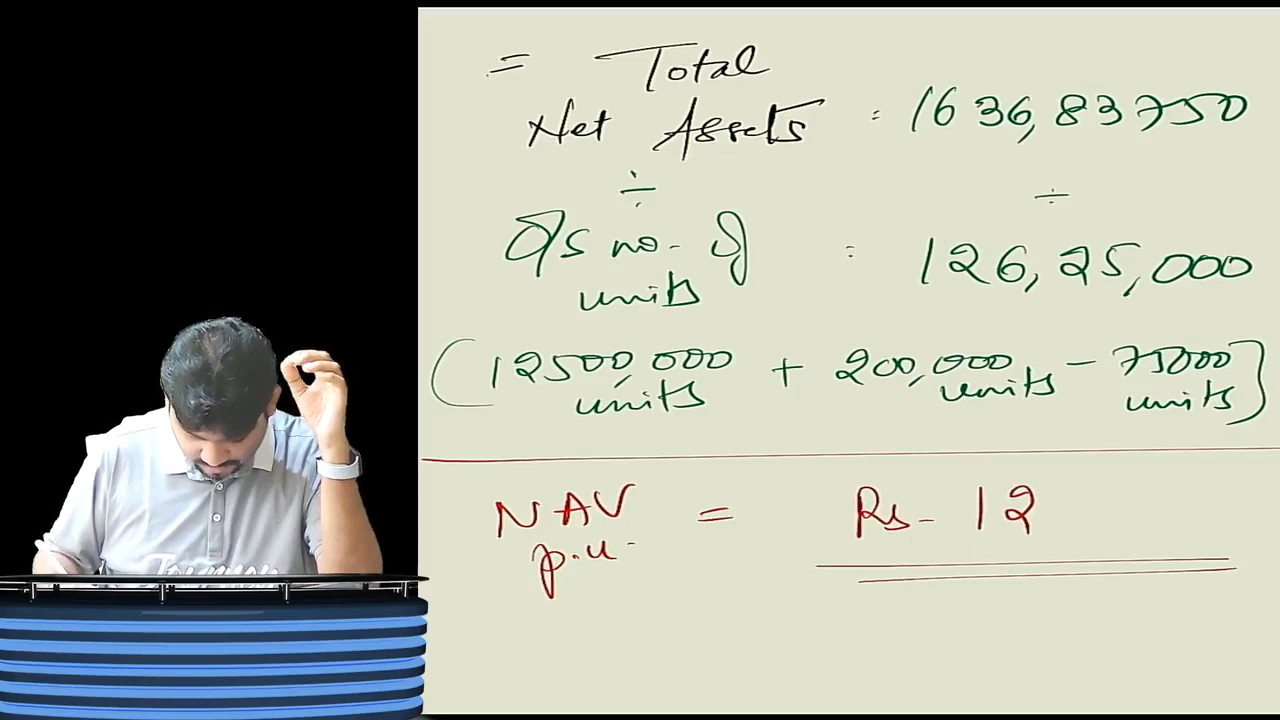 = Total
Net Assets : 1636,83750
÷ ÷
O/s no. of units : 126,25,000
(12500,000 units + 200,000 units - 75000 units)
NAV p.u. = Rs- 12
Journey